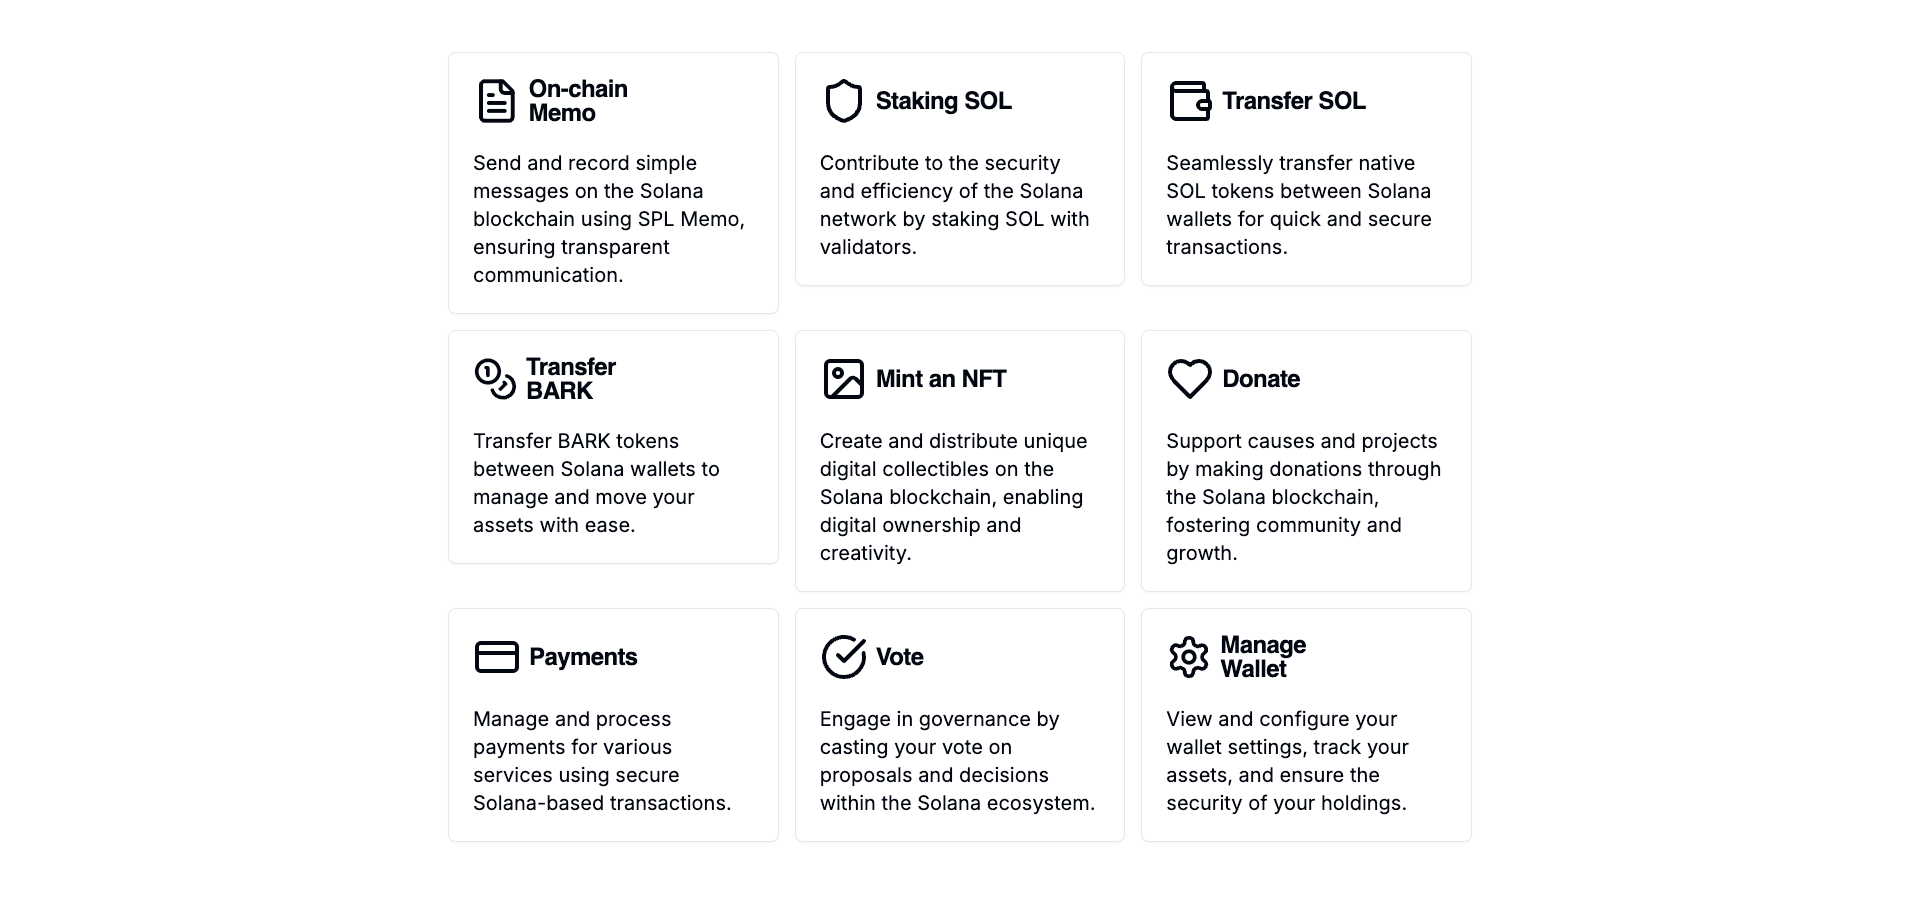 On-chain
Memo
Send and record simple
messages on the Solana
blockchain using SPL Memo,
ensuring transparent
communication.
Staking SOL
Contribute to the security
and efficiency of the Solana
network by staking SOL with
validators.
Transfer SOL
Seamlessly transfer native
SOL tokens between Solana
wallets for quick and secure
transactions.
Transfer
BARK
Transfer BARK tokens
between Solana wallets to
manage and move your
assets with ease.
Mint an NFT
Create and distribute unique
digital collectibles on the
Solana blockchain, enabling
digital ownership and
creativity.
Donate
Support causes and projects
by making donations through
the Solana blockchain,
fostering community and
growth.
Payments
Manage and process
payments for various
services using secure
Solana-based transactions.
Vote
Engage in governance by
casting your vote on
proposals and decisions
within the Solana ecosystem.
Manage
Wallet
View and configure your
wallet settings, track your
assets, and ensure the
security of your holdings.